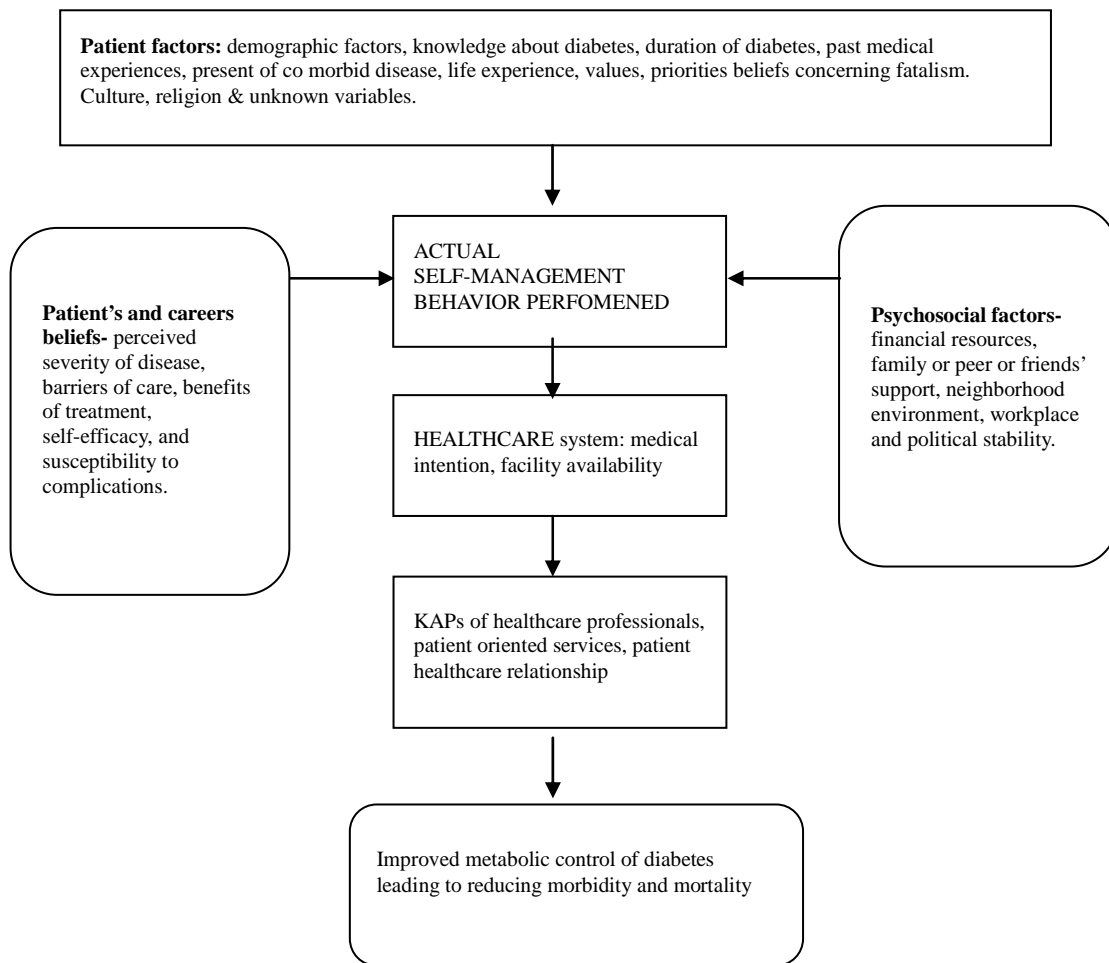 Patient factors: demographic factors, knowledge about diabetes, duration of diabetes, past medical
experiences, present of co morbid disease, life experience, values, priorities beliefs concerning fatalism.
Culture, religion & unknown variables.
ACTUAL
SELF-MANAGEMENT
BEHAVIOR PERFOMENED
Patient's and careers
beliefs- perceived
severity of disease,
barriers of care, benefits
of treatment,
self-efficacy, and
susceptibility to
complications.
Psychosocial factors-
financial resources,
family or peer or friends'
support, neighborhood
environment, workplace
and political stability.
HEALTHCARE system: medical
intention, facility availability
KAPs of healthcare professionals,
patient oriented services, patient
healthcare relationship
Improved metabolic control of diabetes
leading to reducing morbidity and mortality